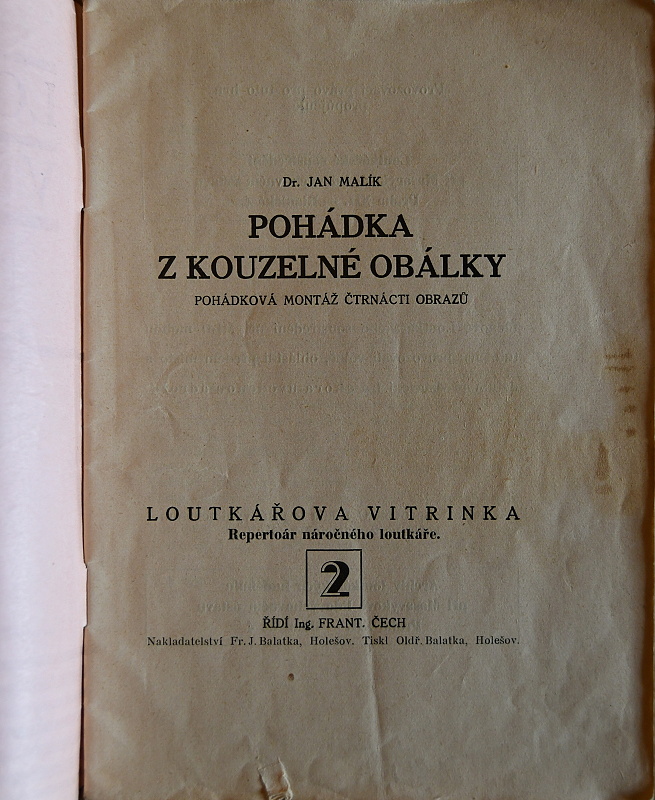 Dr. JAN MALÍK
POHÁDKA
Z KOUZELNÉ OBÁLKY
POHÁDKOVÁ MONTÁŽ ČTRNÁCTI OBRAZŮ
LOUTKÁŘOVA VITRINKA
Repertoár náročného loutkáře.
2
ŘÍDÍ Ing. FRANT. ČECH
Nakladatelství Fr. J. Balatka, Holešov. Tiskl Oldř. Balatka, Holešov.